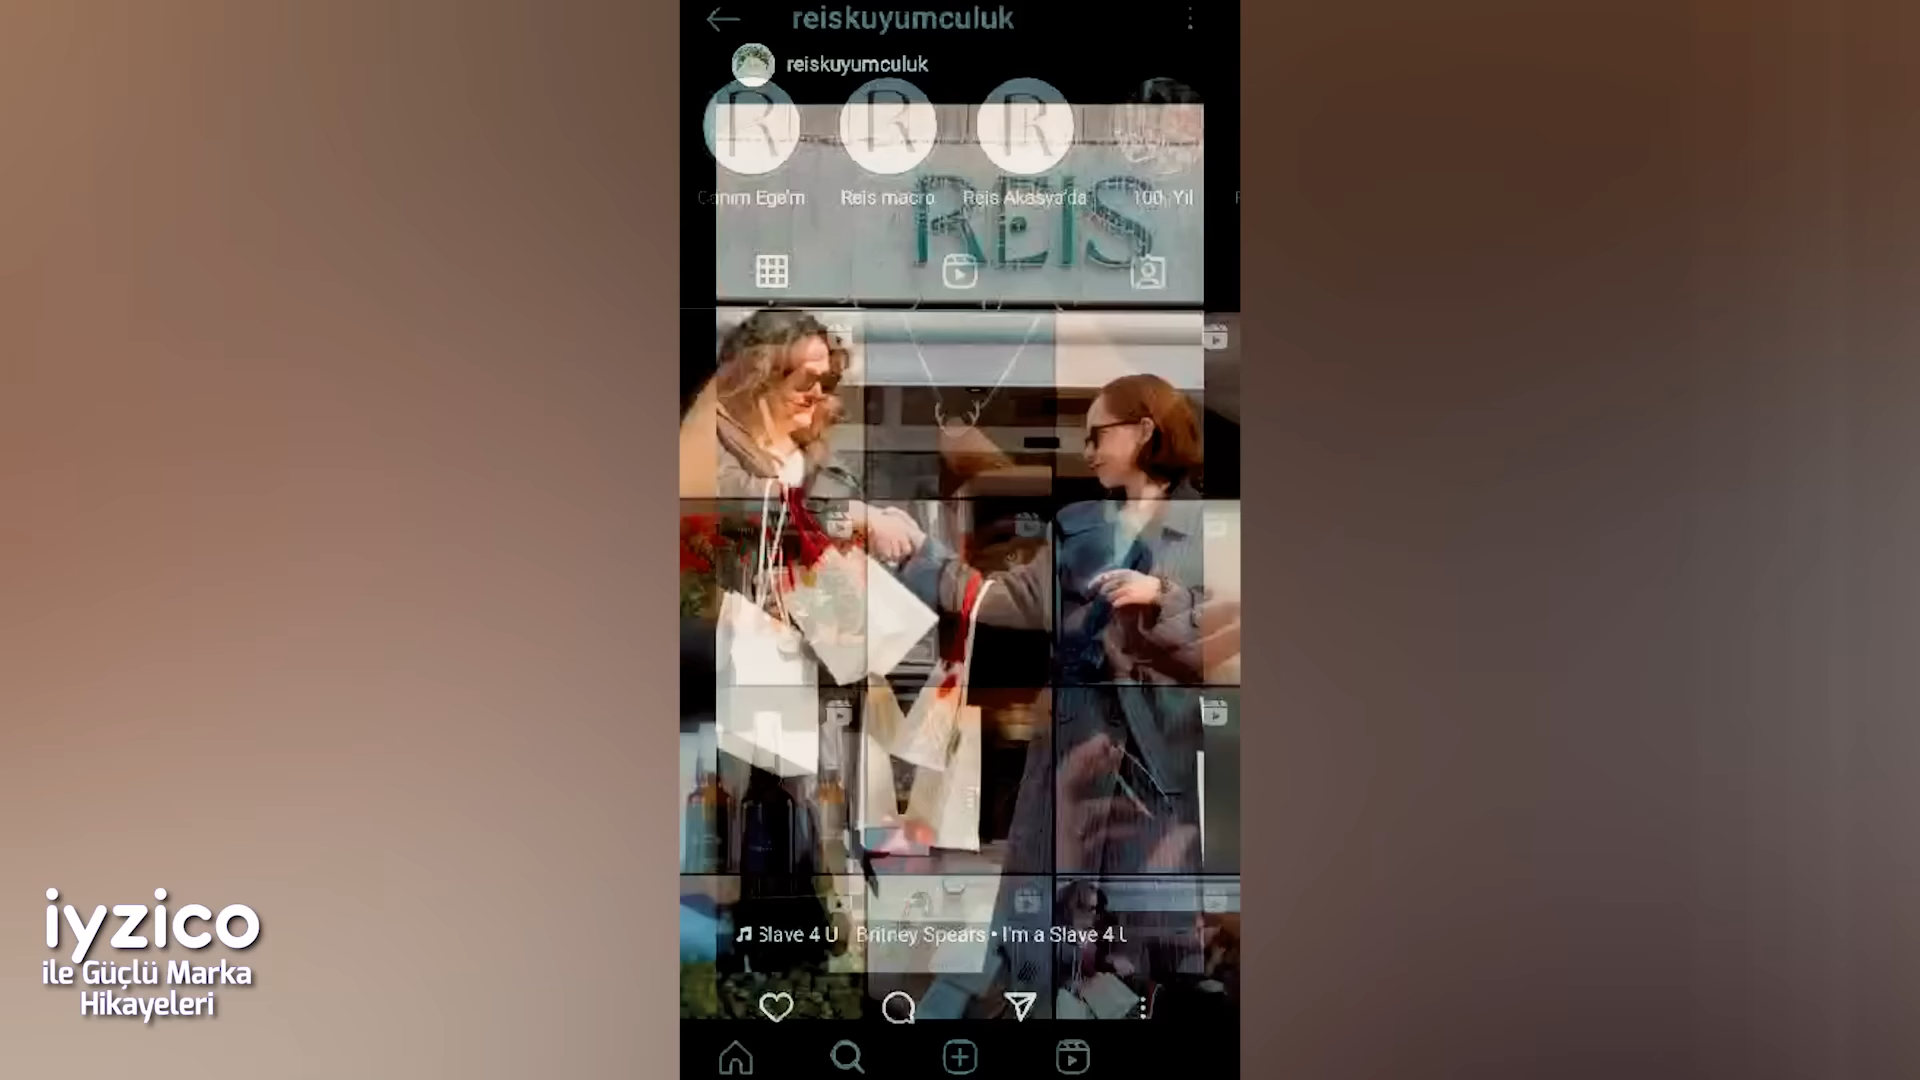 reiskuyumculuk
reiskuyumculuk
Canım Ege'm
Reis macro
Reis Akasya'da
100. Yıl
REIS
Slave 4 U Britney Spears • I'm a Slave 4 U
iyzico
ile Güçlü Marka
Hikayeleri